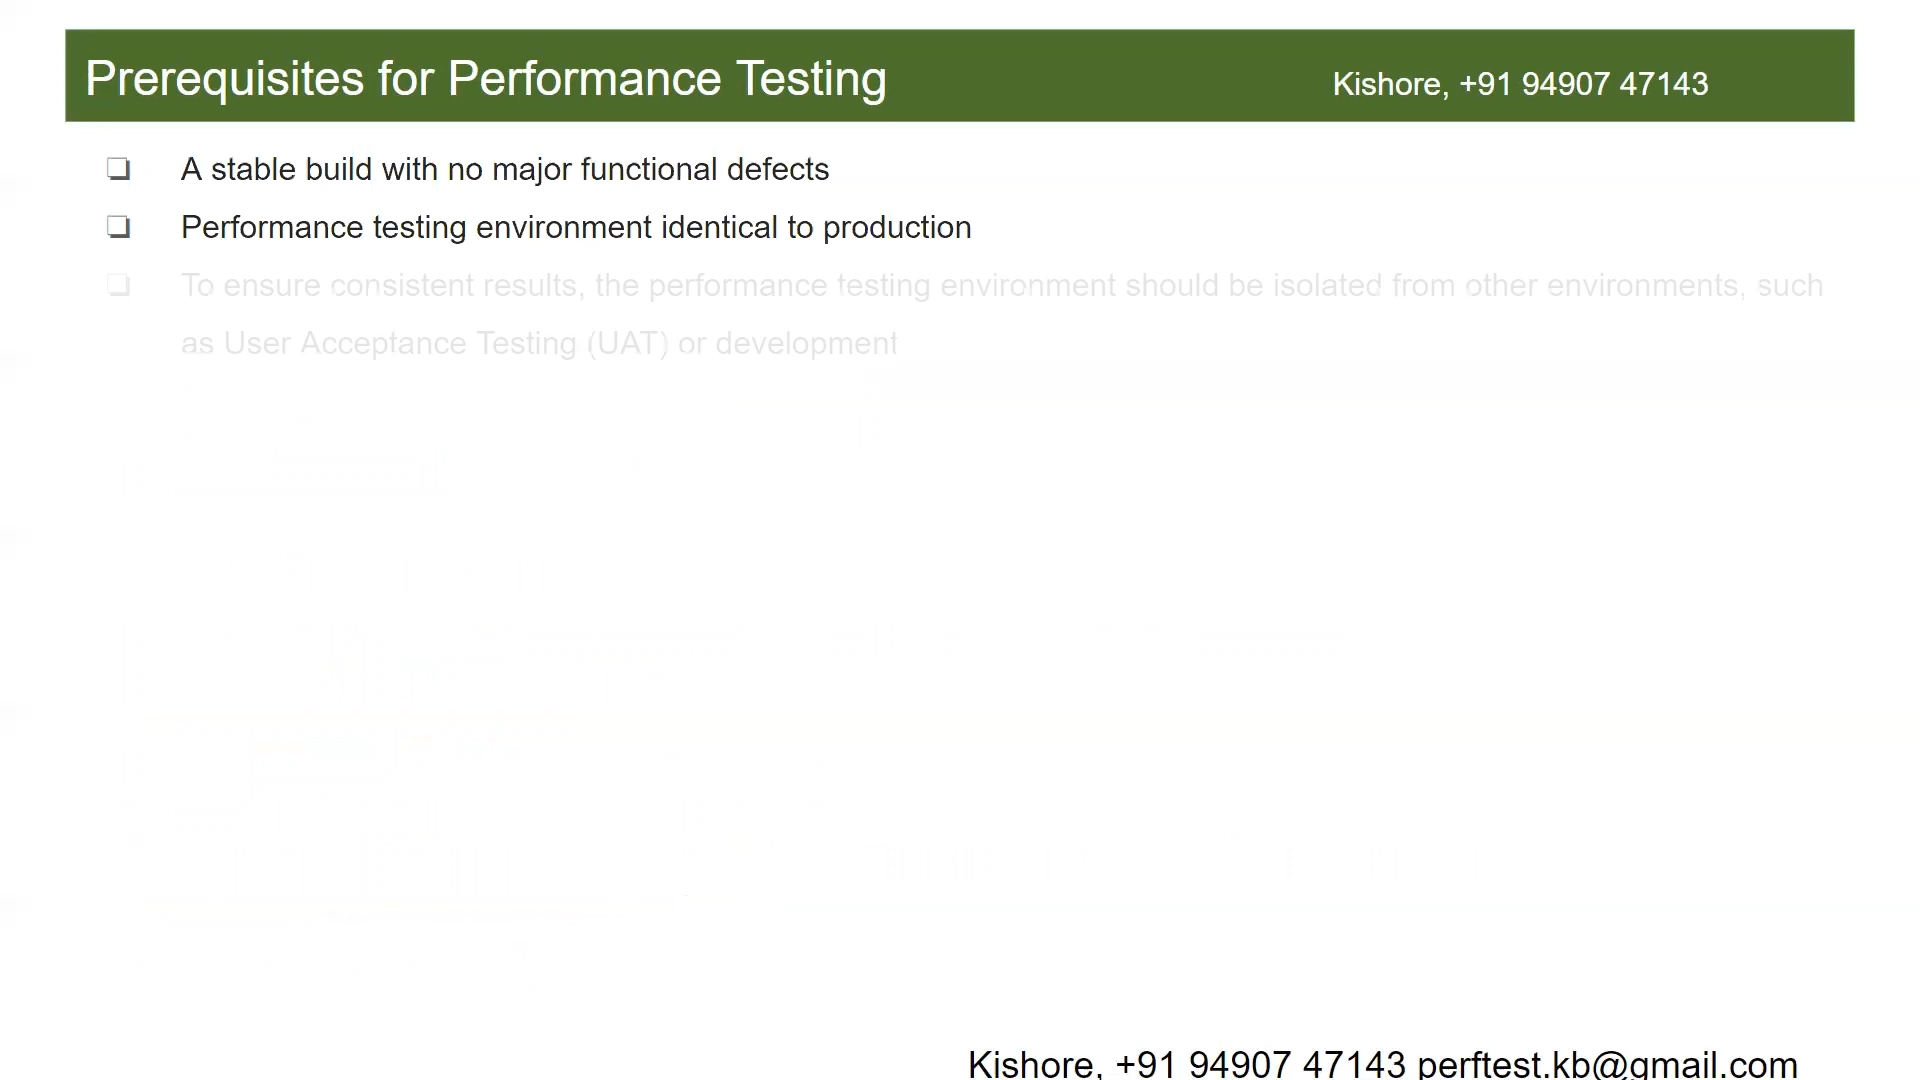 Prerequisites for Performance Testing
Kishore, +91 94907 47143
❏ A stable build with no major functional defects
❏ Performance testing environment identical to production
❏ To ensure consistent results, the performance testing environment should be isolated from other environments, such
as User Acceptance Testing (UAT) or development
Kishore, +91 94907 47143 perftest.kb@gmail.com